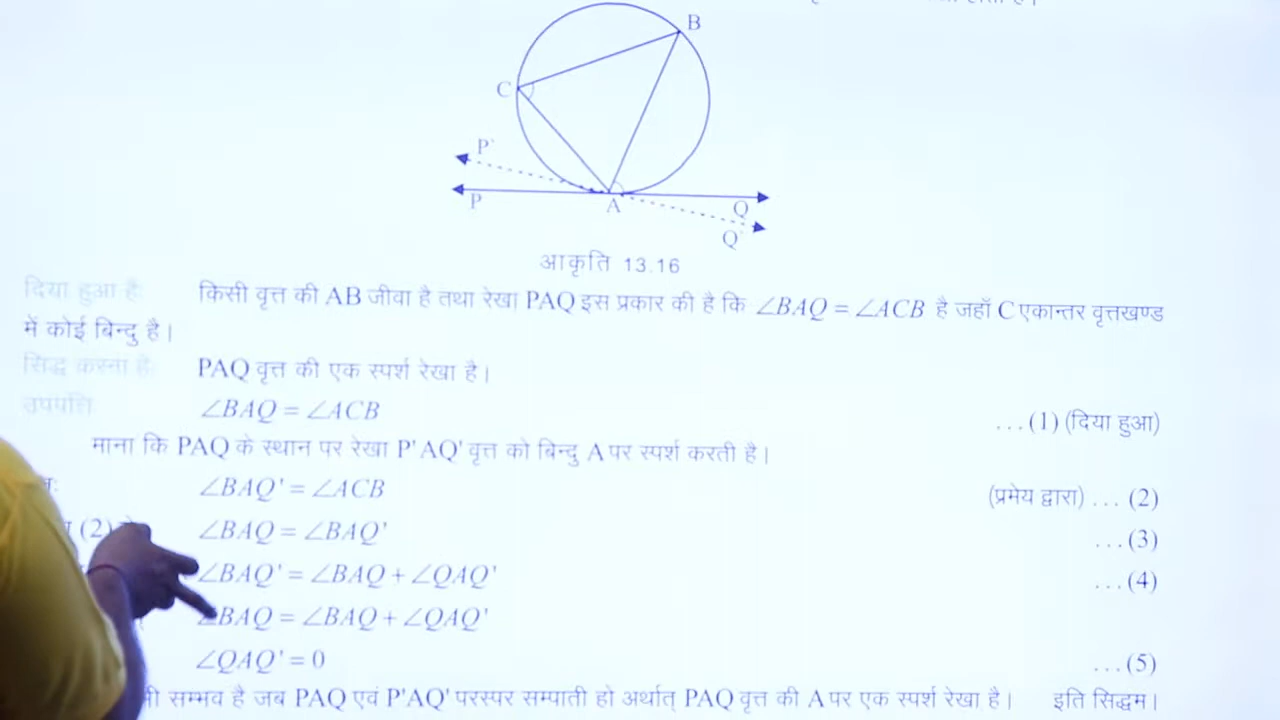 B
C
P`
P
A
Q
Q
आकृति 13.16
दिया हुआ है: किसी वृत्त की AB जीवा है तथा रेखा PAQ इस प्रकार की है कि ∠BAQ = ∠ACB है जहाँ C एकान्तर वृत्तखण्ड
में कोई बिन्दु है।
सिद्ध करना है: PAQ वृत्त की एक स्पर्श रेखा है।
उपपत्ति ∠BAQ = ∠ACB ...(1) (दिया हुआ)
माना कि PAQ के स्थान पर रेखा P'AQ' वृत्त को बिन्दु A पर स्पर्श करती है।
∠BAQ' = ∠ACB (प्रमेय द्वारा) ... (2)
(2) ∠BAQ = ∠BAQ' ...(3)
∠BAQ' = ∠BAQ + ∠QAQ' ...(4)
∠BAQ = ∠BAQ + ∠QAQ'
∠QAQ' = 0 ...(5)
सम्भव है जब PAQ एवं P'AQ' परस्पर सम्पाती हो अर्थात् PAQ वृत्त की A पर एक स्पर्श रेखा है। इति सिद्धम।